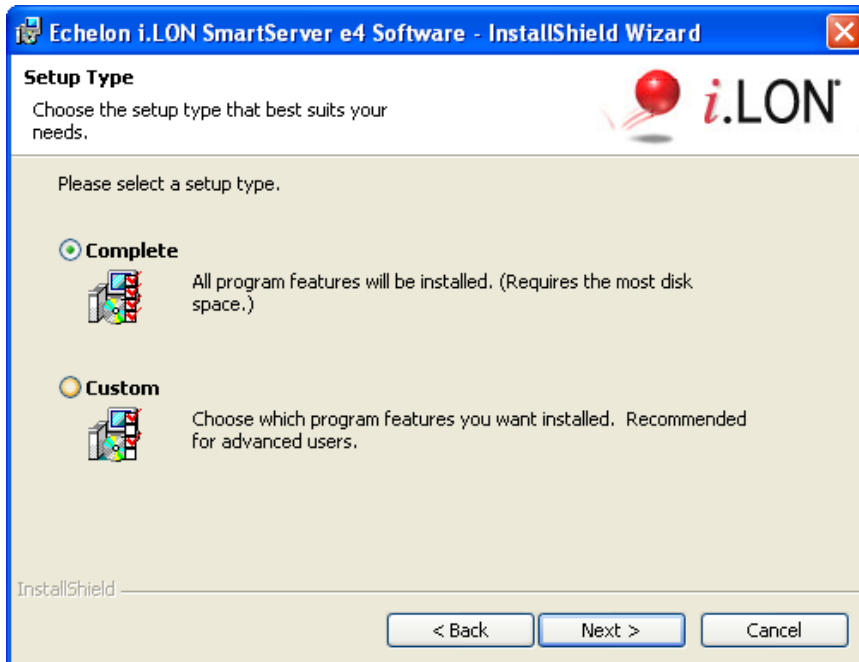 Echelon i.LON SmartServer e4 Software - InstallShield Wizard
Setup Type
Choose the setup type that best suits your
needs.
i.LON®
Please select a setup type.
Complete
All program features will be installed. (Requires the most disk
space.)
Custom
Choose which program features you want installed.  Recommended
for advanced users.
InstallShield
< Back
Next >
Cancel